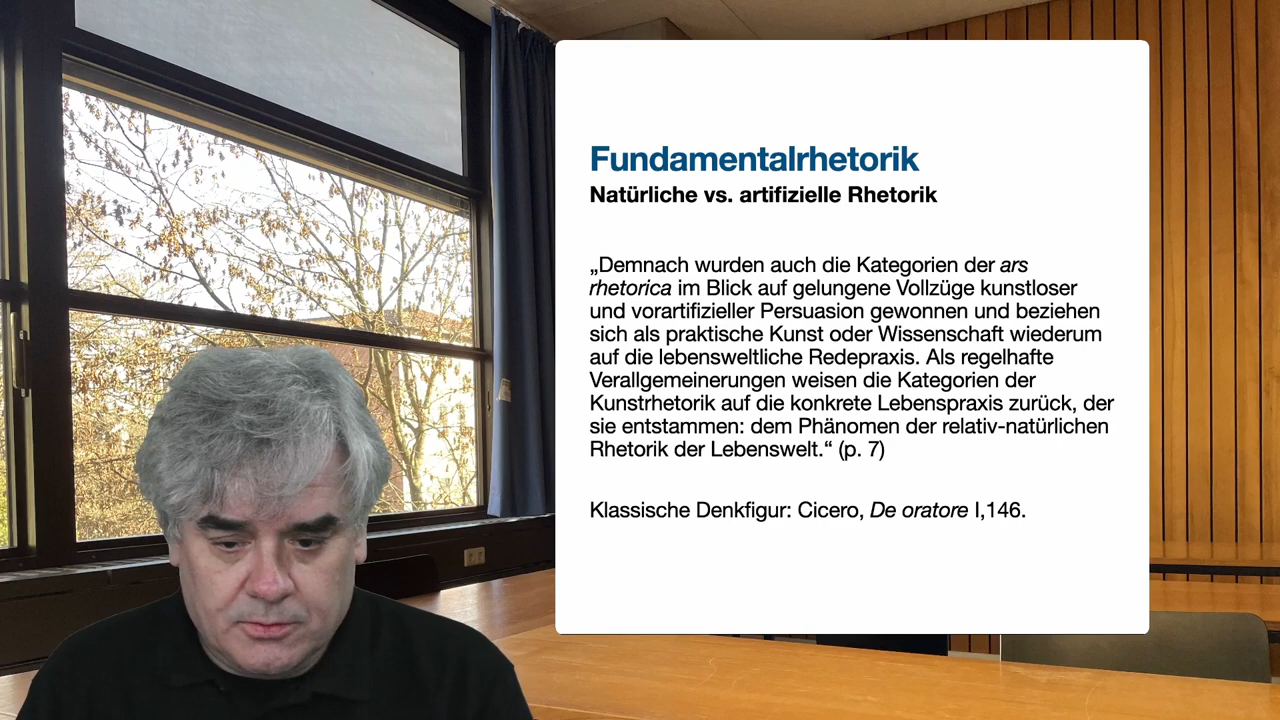 Fundamentalrhetorik
Natürliche vs. artifizielle Rhetorik
„Demnach wurden auch die Kategorien der ars
rhetorica im Blick auf gelungene Vollzüge kunstloser
und vorartifizieller Persuasion gewonnen und beziehen
sich als praktische Kunst oder Wissenschaft wiederum
auf die lebensweltliche Redepraxis. Als regelhafte
Verallgemeinerungen weisen die Kategorien der
Kunstrhetorik auf die konkrete Lebenspraxis zurück, der
sie entstammen: dem Phänomen der relativ-natürlichen
Rhetorik der Lebenswelt.“ (p. 7)
Klassische Denkfigur: Cicero, De oratore I,146.